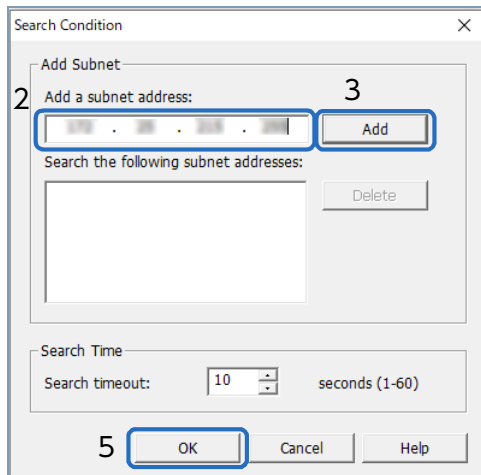 Search Condition
Add Subnet
2
Add a subnet address:
3
. . .
Add
Search the following subnet addresses:
Delete
Search Time
Search timeout:
10
seconds (1-60)
5
OK
Cancel
Help